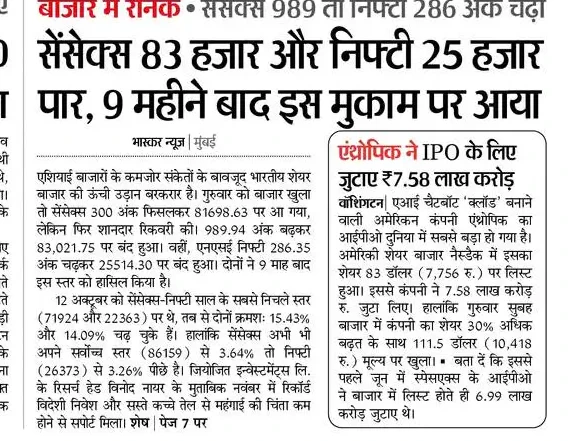 बाजार में रौनक • सेंसेक्स 989 तो निफ्टी 286 अंक चढ़ा
सेंसेक्स 83 हजार और निफ्टी 25 हजार
पार, 9 महीने बाद इस मुकाम पर आया
भास्कर न्यूज | मुंबई
एशियाई बाजारों के कमजोर संकेतों के बावजूद भारतीय शेयर
बाजार की ऊंची उड़ान बरकरार है। गुरुवार को बाजार खुला
तो सेंसेक्स 300 अंक फिसलकर 81698.63 पर आ गया,
लेकिन फिर शानदार रिकवरी की। 989.94 अंक बढ़कर
83,021.75 पर बंद हुआ। वहीं, एनएसई निफ्टी 286.35
अंक चढ़कर 25514.30 पर बंद हुआ। दोनों ने 9 माह बाद
इस स्तर को हासिल किया है।
12 अक्टूबर को सेंसेक्स-निफ्टी साल के सबसे निचले स्तर
(71924 और 22363) पर थे, तब से दोनों क्रमशः 15.43%
और 14.09% चढ़ चुके हैं। हालांकि सेंसेक्स अभी भी
अपने सर्वोच्च स्तर (86159) से 3.64% तो निफ्टी
(26373) से 3.26% पीछे है। जियोजित इन्वेस्टमेंट्स लि.
के रिसर्च हेड विनोद नायर के मुताबिक नवंबर में रिकॉर्ड
विदेशी निवेश और सस्ते कच्चे तेल से महंगाई की चिंता कम
होने से सपोर्ट मिला। शेष | पेज 7 पर
एंथ्रोपिक ने IPO के लिए
जुटाए ₹7.58 लाख करोड़
वॉशिंगटन| एआई चैटबॉट 'क्लॉड' बनाने
वाली अमेरिकन कंपनी एंथ्रोपिक का
आईपीओ दुनिया में सबसे बड़ा हो गया है।
अमेरिकी शेयर बाजार नैस्डैक में इसका
शेयर 83 डॉलर (7,756 रु.) पर लिस्ट
हुआ। इससे कंपनी ने 7.58 लाख करोड़
रु. जुटा लिए। हालांकि गुरुवार सुबह
बाजार में कंपनी का शेयर 30% अधिक
बढ़त के साथ 111.5 डॉलर (10,418
रु.) मूल्य पर खुला। • बता दें कि इससे
पहले जून में स्पेसएक्स के आईपीओ
ने बाजार में लिस्ट होते ही 6.99 लाख
करोड़ जुटाए थे।